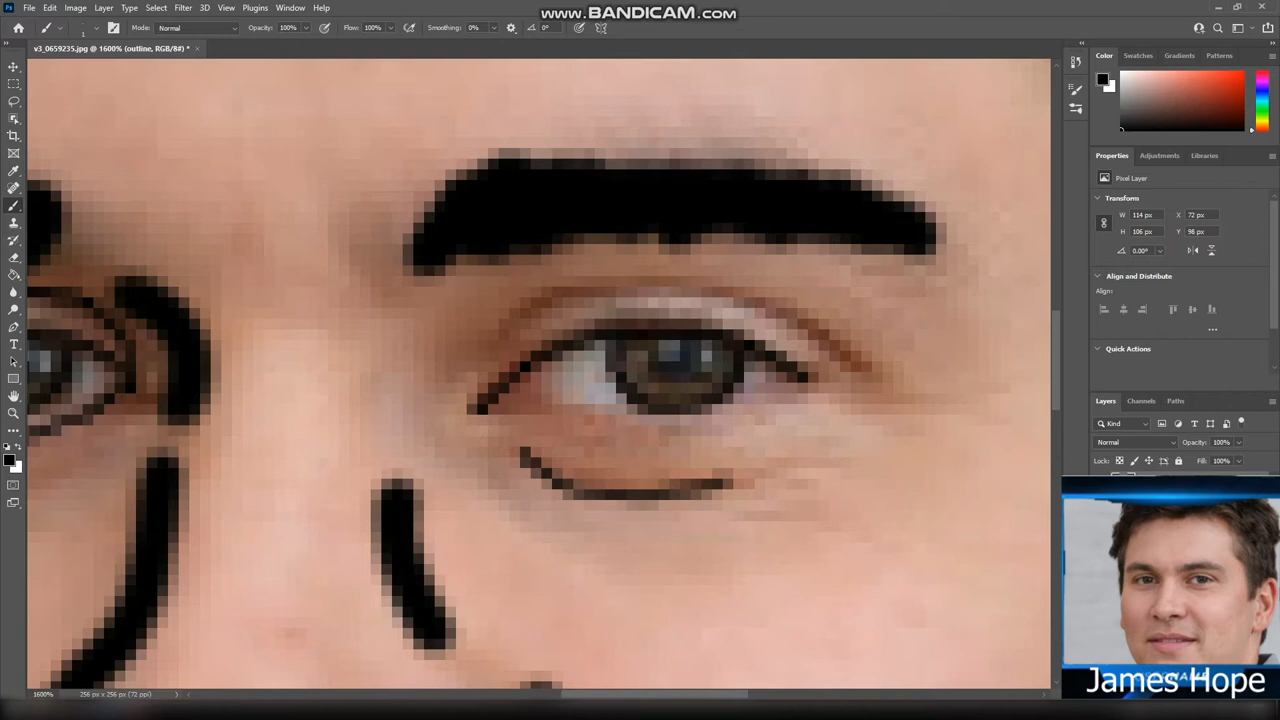 www.BANDICAM.com
Ps File Edit Image Layer Type Select Filter 3D View Plugins Window Help
Mode: Normal Opacity: 100% Flow: 100% Smoothing: 0% 0°
v3_0659235.jpg @ 1600% (outline, RGB/8#) *
Color Swatches Gradients Patterns
Properties Adjustments Libraries
Pixel Layer
Transform
W 114 px X 72 px
H 106 px Y 98 px
0.00°
Align and Distribute
Align:
Quick Actions
Layers Channels Paths
Kind
Normal Opacity: 100%
Lock: Fill: 100%
James Hope
1600% 256 px x 256 px (72 ppi)